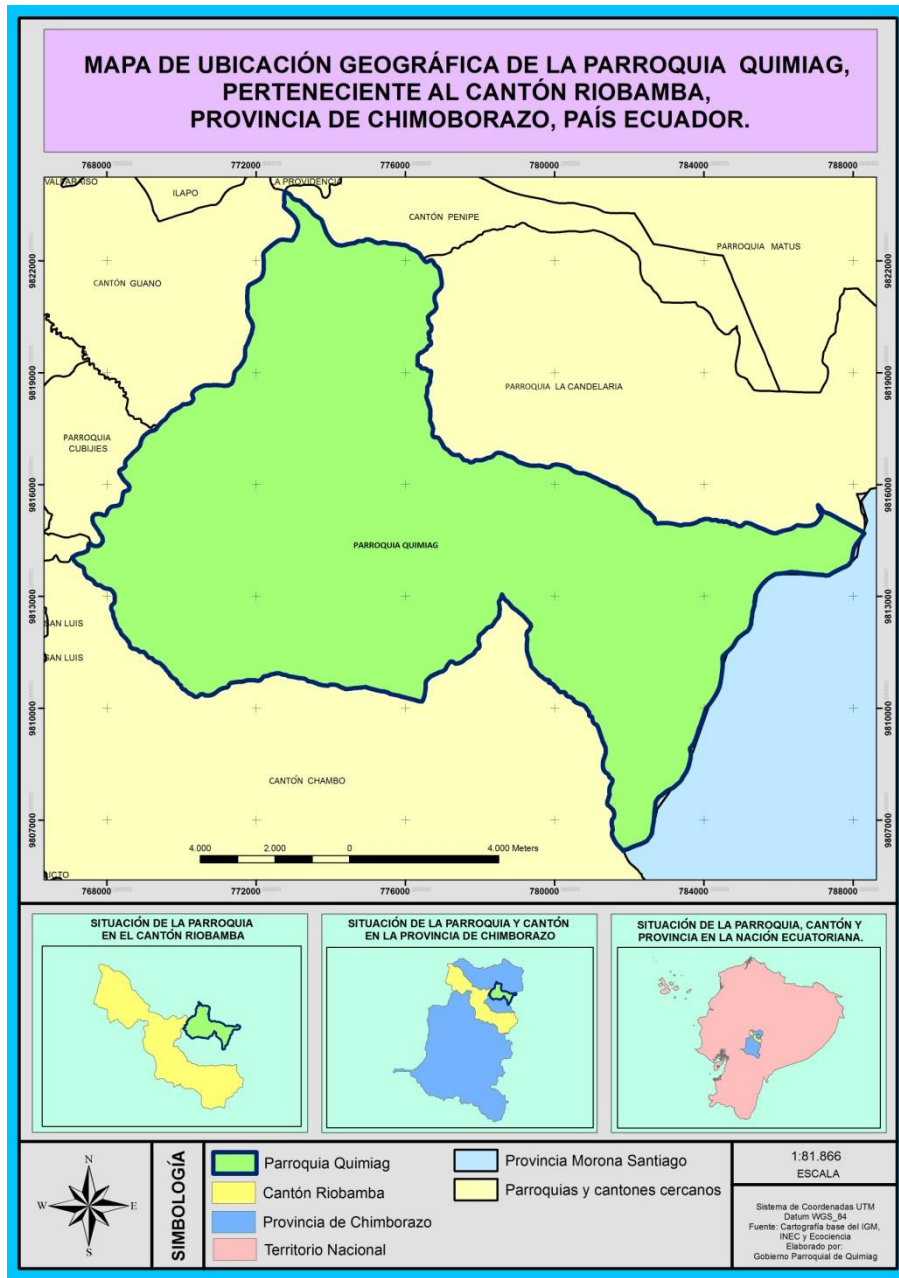 MAPA DE UBICACIÓN GEOGRÁFICA DE LA PARROQUIA QUIMIAG,
PERTENECIENTE AL CANTÓN RIOBAMBA,
PROVINCIA DE CHIMOBORAZO, PAÍS ECUADOR.
768000 772000 776000 780000 784000 788000
VALPARAISO
ILAPO
LA PROVIDENCIA
CANTÓN PENIPE
PARROQUIA MATUS
9822000
9822000
CANTÓN GUANO
9819000
9819000
PARROQUIA LA CANDELARIA
PARROQUIA
CUBIJIES
9816000
9816000
PARROQUIA QUIMIAG
9813000
9813000
SAN LUIS
SAN LUIS
9810000
9810000
CANTÓN CHAMBO
9807000
9807000
4.000 2.000 0 4.000 Meters
ICTO
768000 772000 776000 780000 784000 788000
SITUACIÓN DE LA PARROQUIA
EN EL CANTÓN RIOBAMBA
SITUACIÓN DE LA PARROQUIA Y CANTÓN
EN LA PROVINCIA DE CHIMBORAZO
SITUACIÓN DE LA PARROQUIA, CANTÓN Y
PROVINCIA EN LA NACIÓN ECUATORIANA.
N
W E
S
SIMBOLOGÍA
Parroquia Quimiag
Cantón Riobamba
Provincia de Chimborazo
Territorio Nacional
Provincia Morona Santiago
Parroquias y cantones cercanos
1:81.866
ESCALA
Sistema de Coordenadas UTM
Datum WGS_84
Fuente: Cartografía base del IGM,
INEC y Ecociencia
Elaborado por:
Gobierno Parroquial de Quimiag